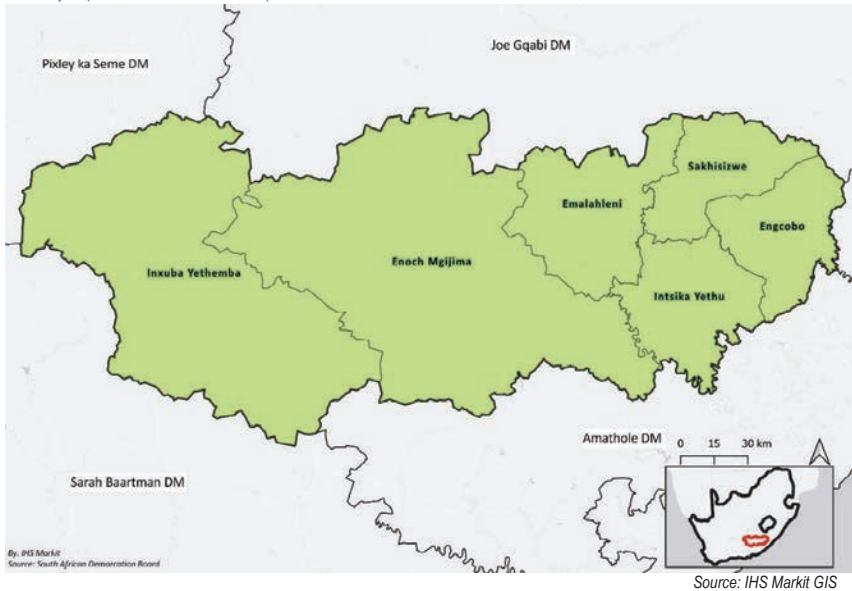 Joe Gqabi DM
Pixley ka Seme DM
Sakhisizwe
Emalahleni
Engcobo
Enoch Mgijima
Inxuba Yethemba
Intsika Yethu
Amathole DM
0 15 30 km
Sarah Baartman DM
By: IHS Markit
Source: South African Demarcation Board
Source: IHS Markit GIS